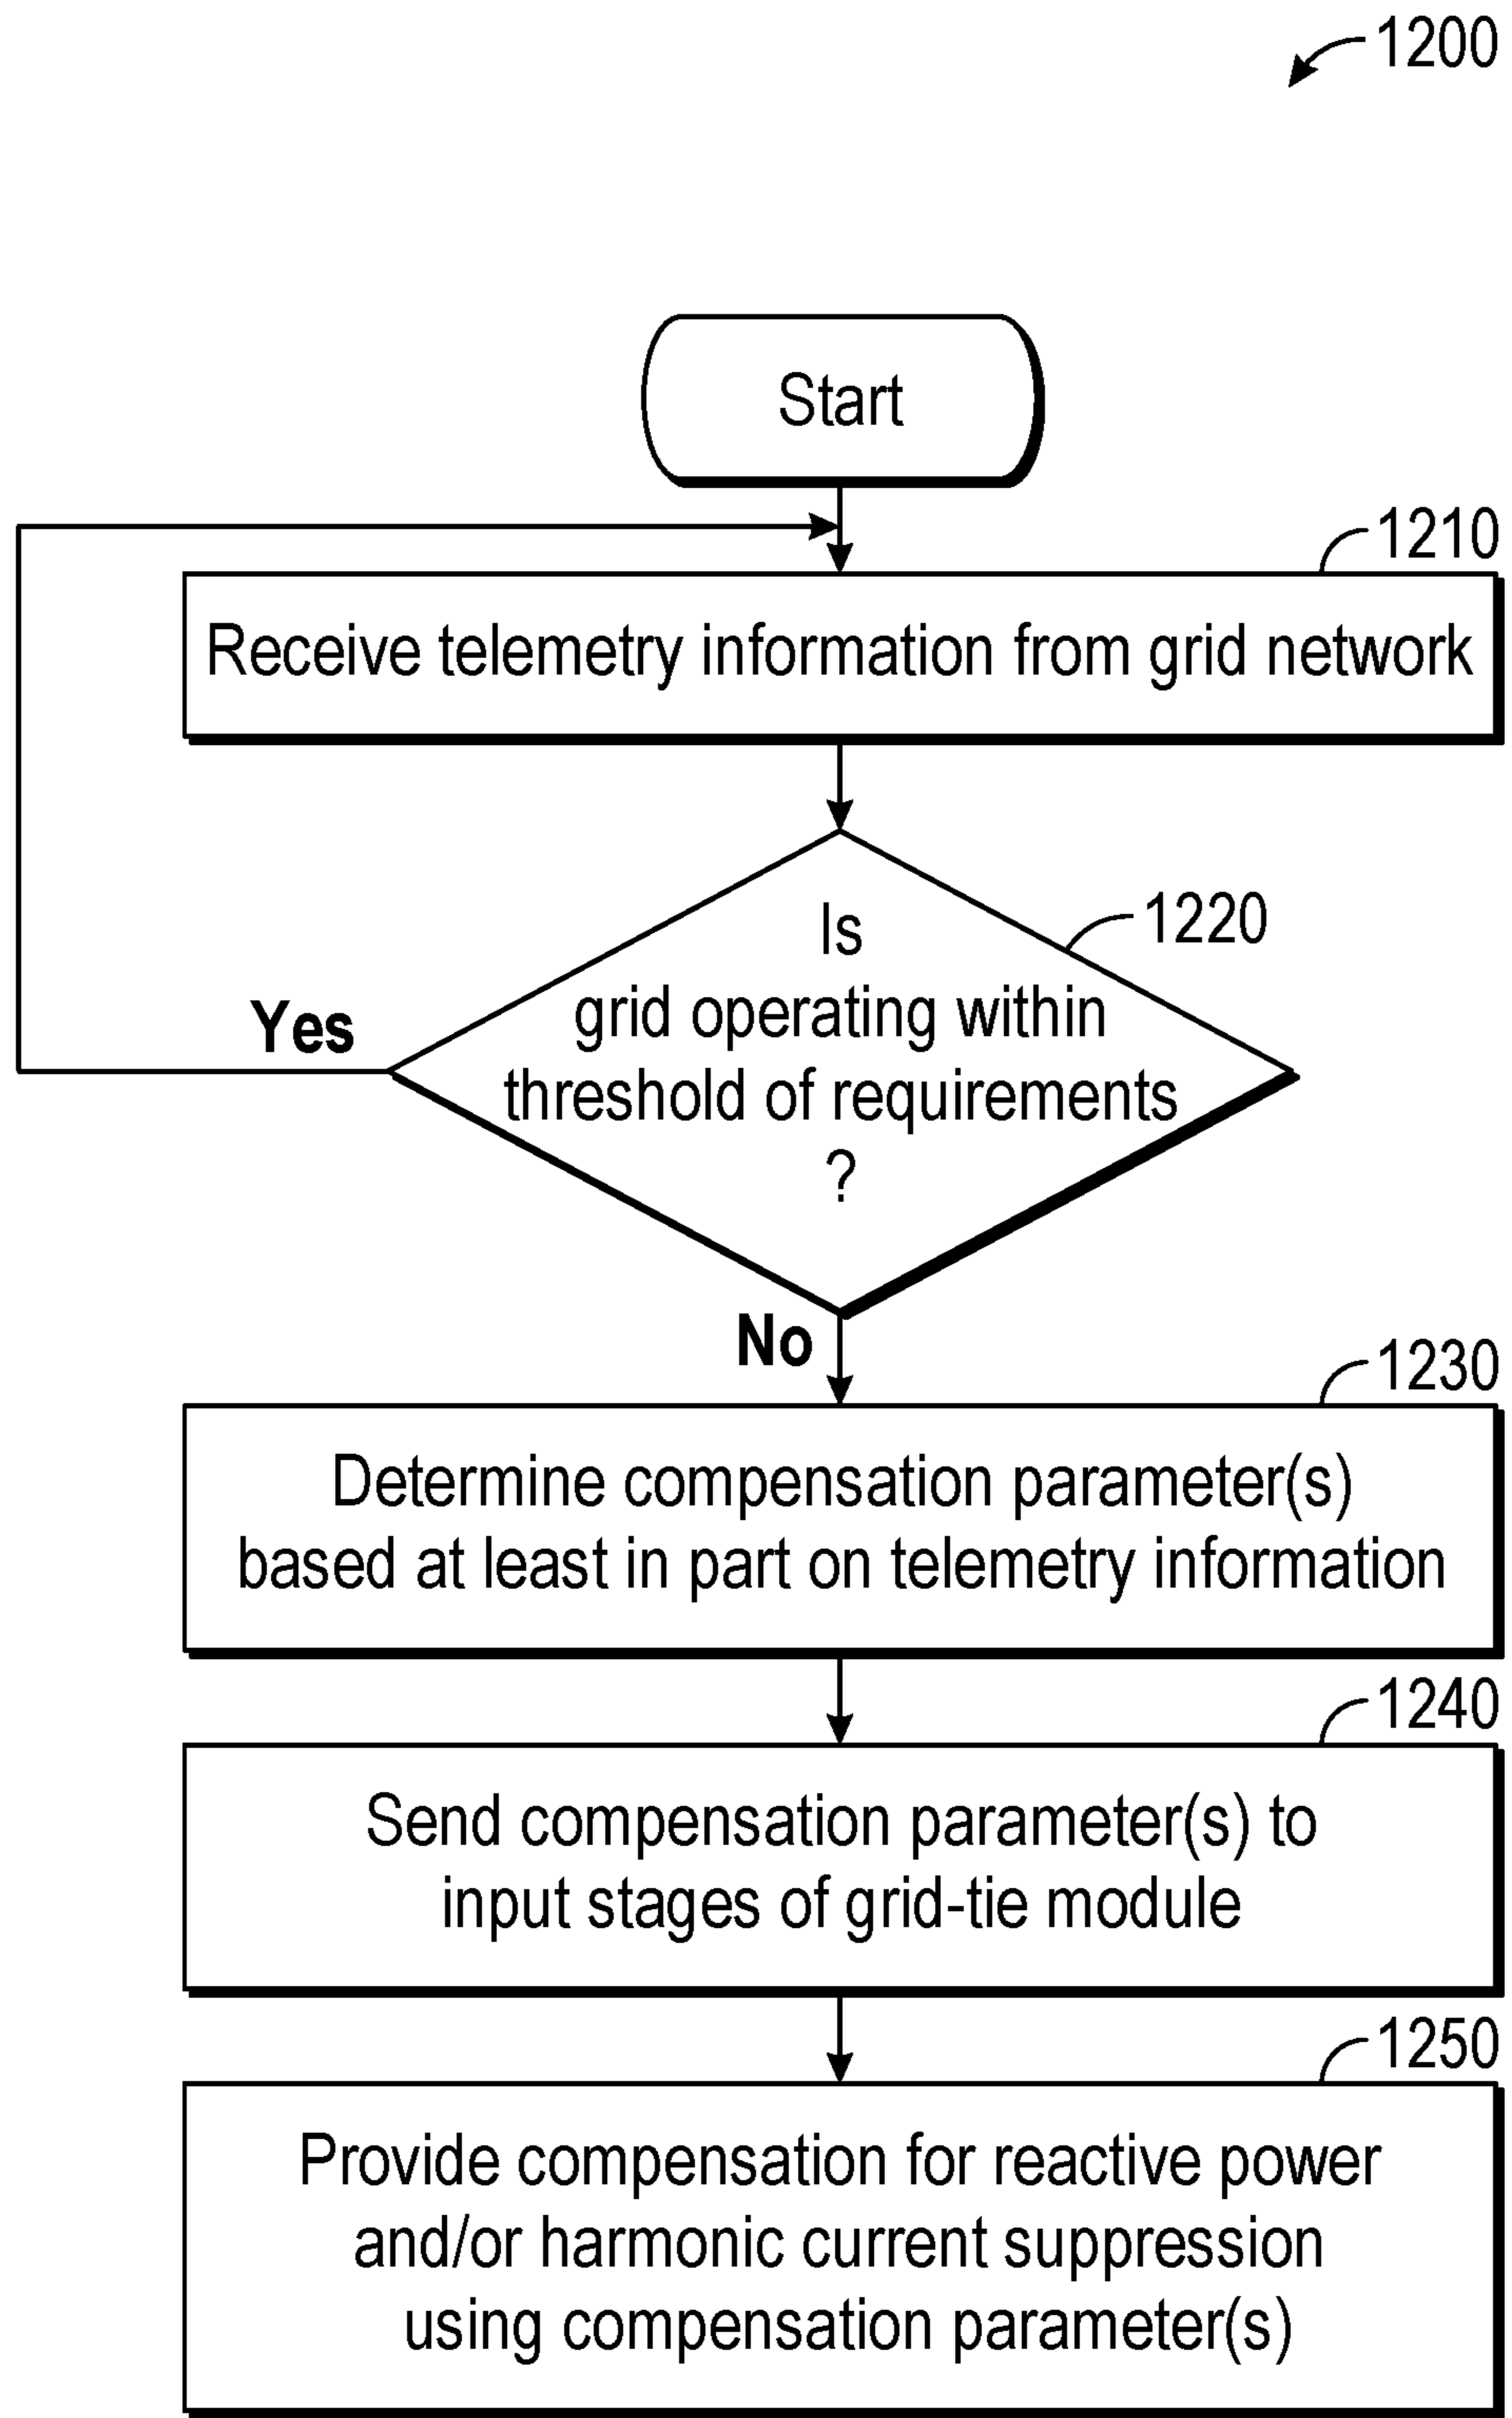 1200
Start
1210
Receive telemetry information from grid network
1220
Is
grid operating within
threshold of requirements
?
Yes
No
1230
Determine compensation parameter(s)
based at least in part on telemetry information
1240
Send compensation parameter(s) to
input stages of grid-tie module
1250
Provide compensation for reactive power
and/or harmonic current suppression
using compensation parameter(s)